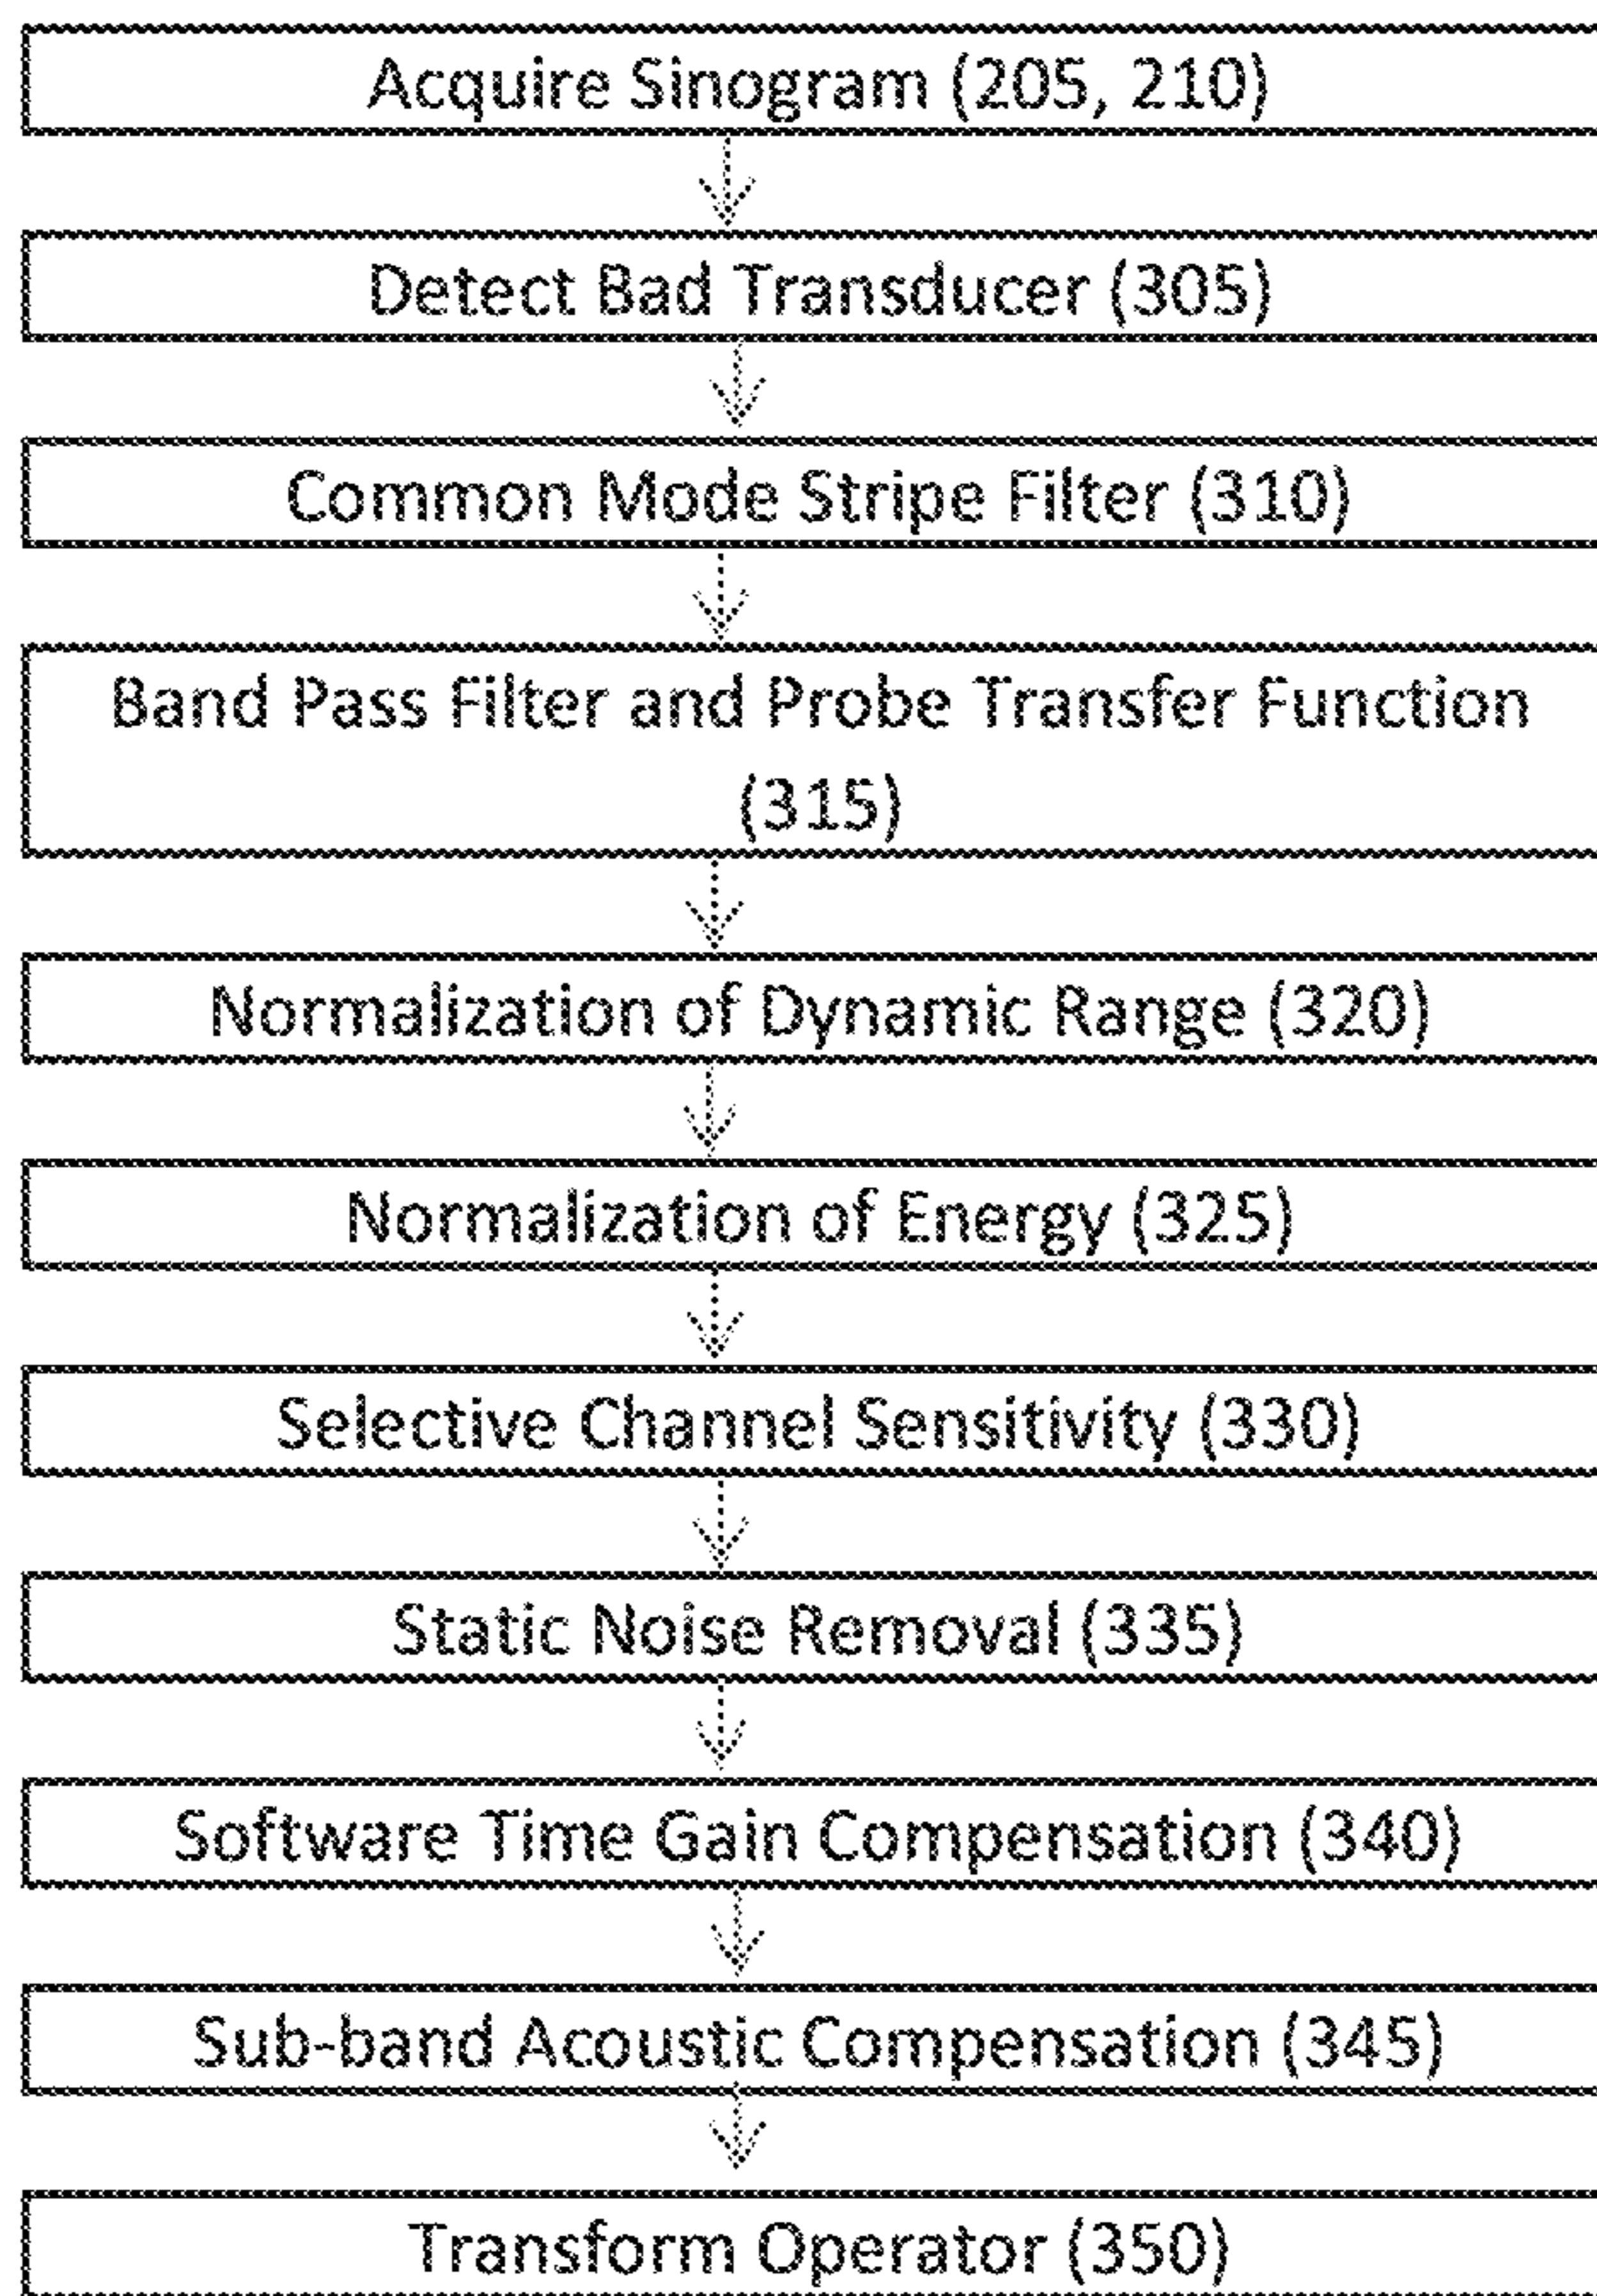 Acquire Sinogram (205, 210)
Detect Bad Transducer (305)
Common Mode Stripe Filter (310)
Band Pass Filter and Probe Transfer Function
(315)
Normalization of Dynamic Range (320)
Normalization of Energy (325)
Selective Channel Sensitivity (330)
Static Noise Removal (335)
Software Time Gain Compensation (340)
Sub-band Acoustic Compensation (345)
Transform Operator (350)